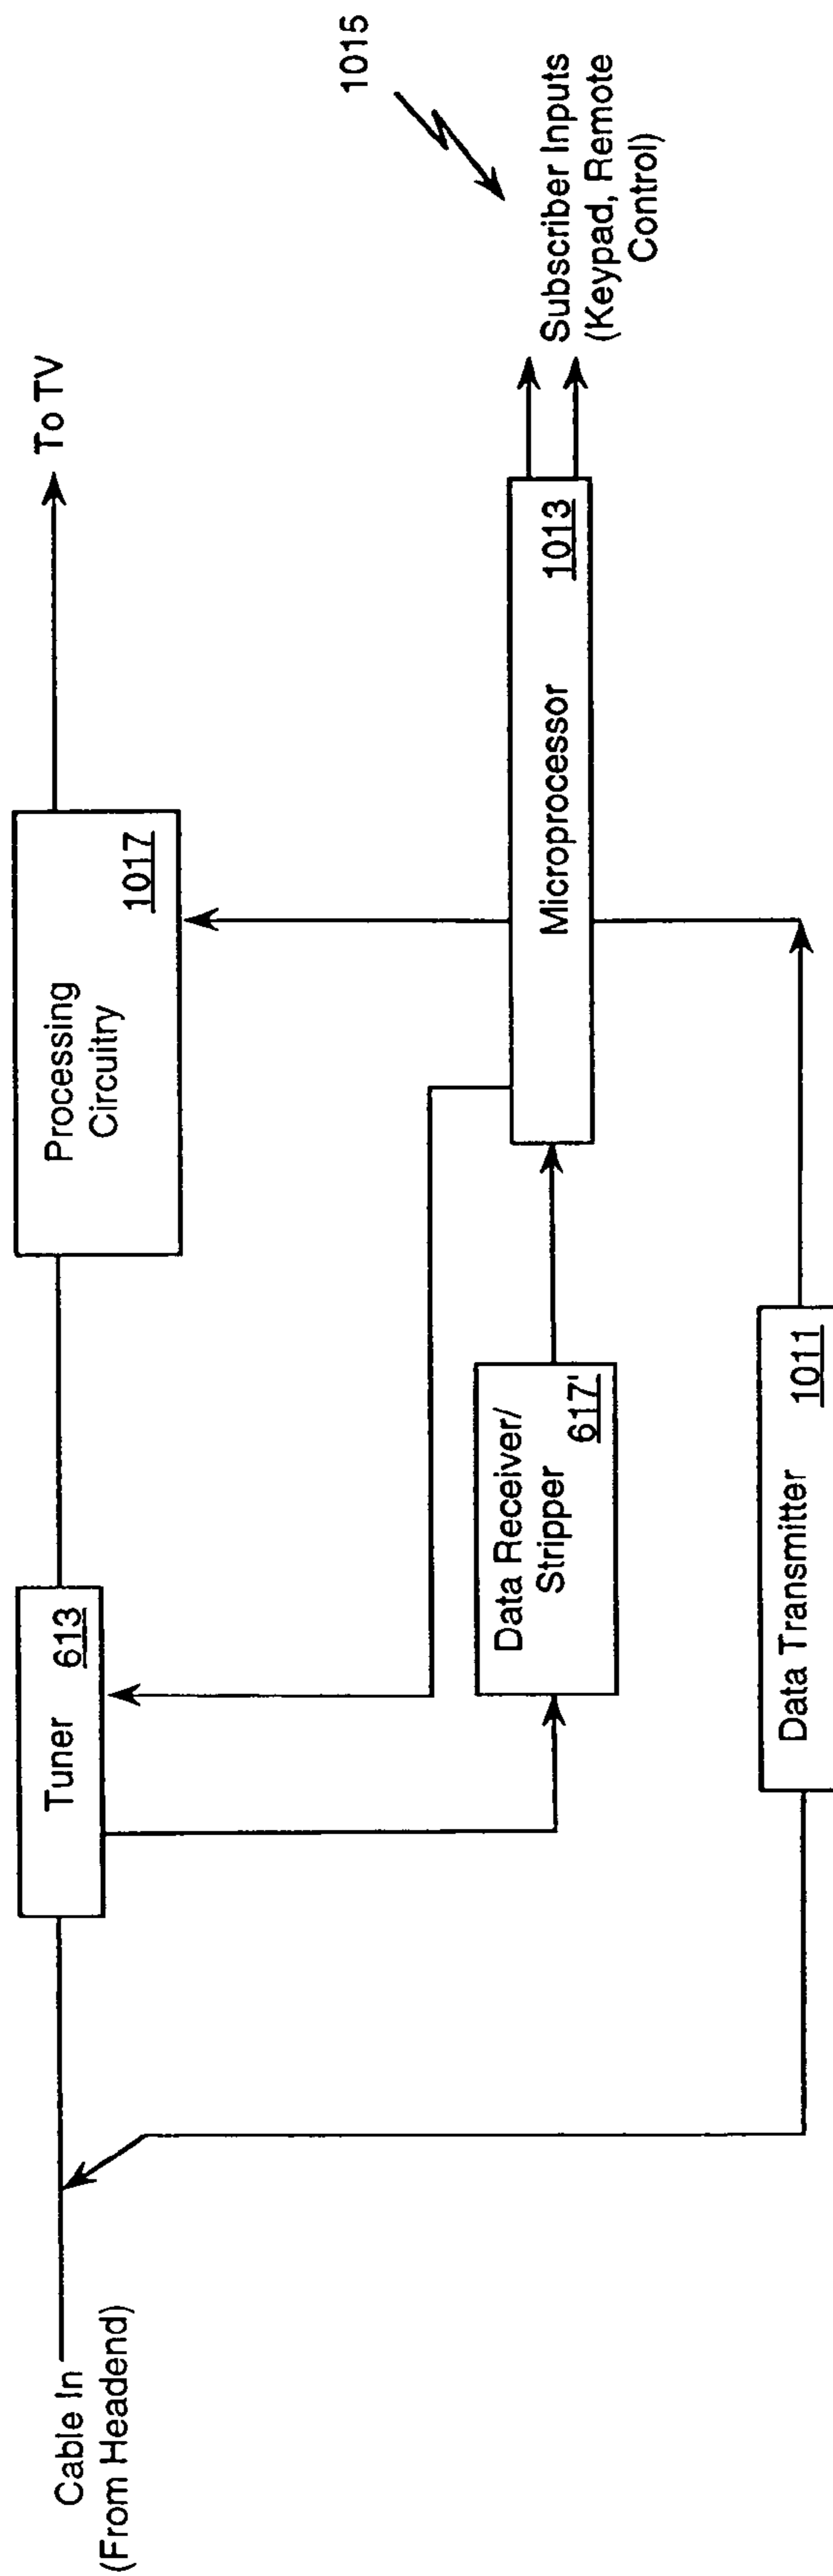 Cable In
(From Headend)
Tuner
613
Processing
Circuitry
1017
To TV
Data Receiver/
Stripper
617'
Microprocessor
1013
1015
Subscriber Inputs
(Keypad, Remote
Control)
Data Transmitter
1011